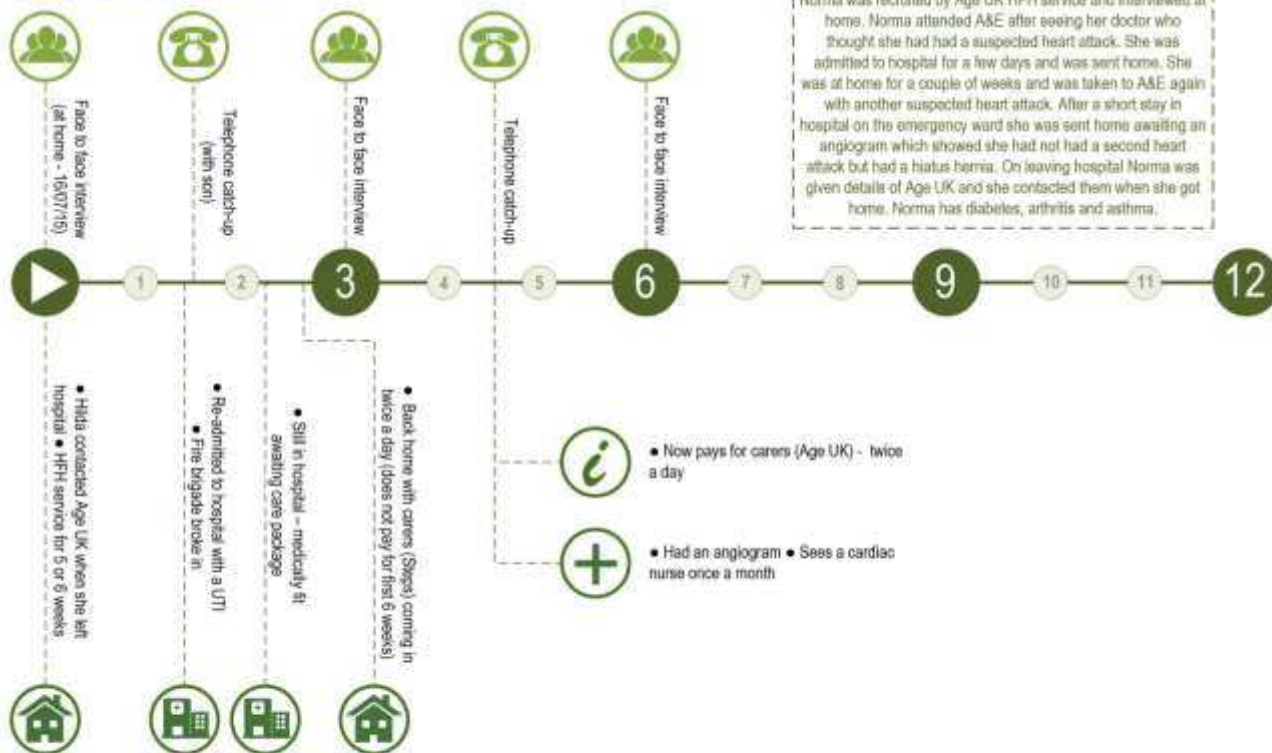 Norma was recruited by Age UK HFH service and interviewed at
home. Norma attended A&E after seeing her doctor who
thought she had had a suspected heart attack. She was
admitted to hospital for a few days and was sent home. She
was at home for a couple of weeks and was taken to A&E again
with another suspected heart attack. After a short stay in
hospital on the emergency ward she was sent home awaiting an
angiogram which showed she had not had a second heart
attack but had a hiatus hernia. On leaving hospital Norma was
given details of Age UK and she contacted them when she got
home. Norma has diabetes, arthritis and asthma.
Face to face interview
(at home - 16/07/15)
Telephone catch-up
(with son)
Face to face interview
Telephone catch-up
Face to face interview
1
2
3
4
5
6
7
8
9
10
11
12
● Hilda contacted Age UK when she left
hospital ● HFH service for 5 or 6 weeks
● Re-admitted to hospital with a UTI
● Fire brigade broke in
● Still in hospital – medically fit
awaiting care package
● Back home with carers (Steps) coming in
twice a day (does not pay for first 6 weeks)
i
● Now pays for carers (Age UK) - twice
a day
● Had an angiogram ● Sees a cardiac
nurse once a month